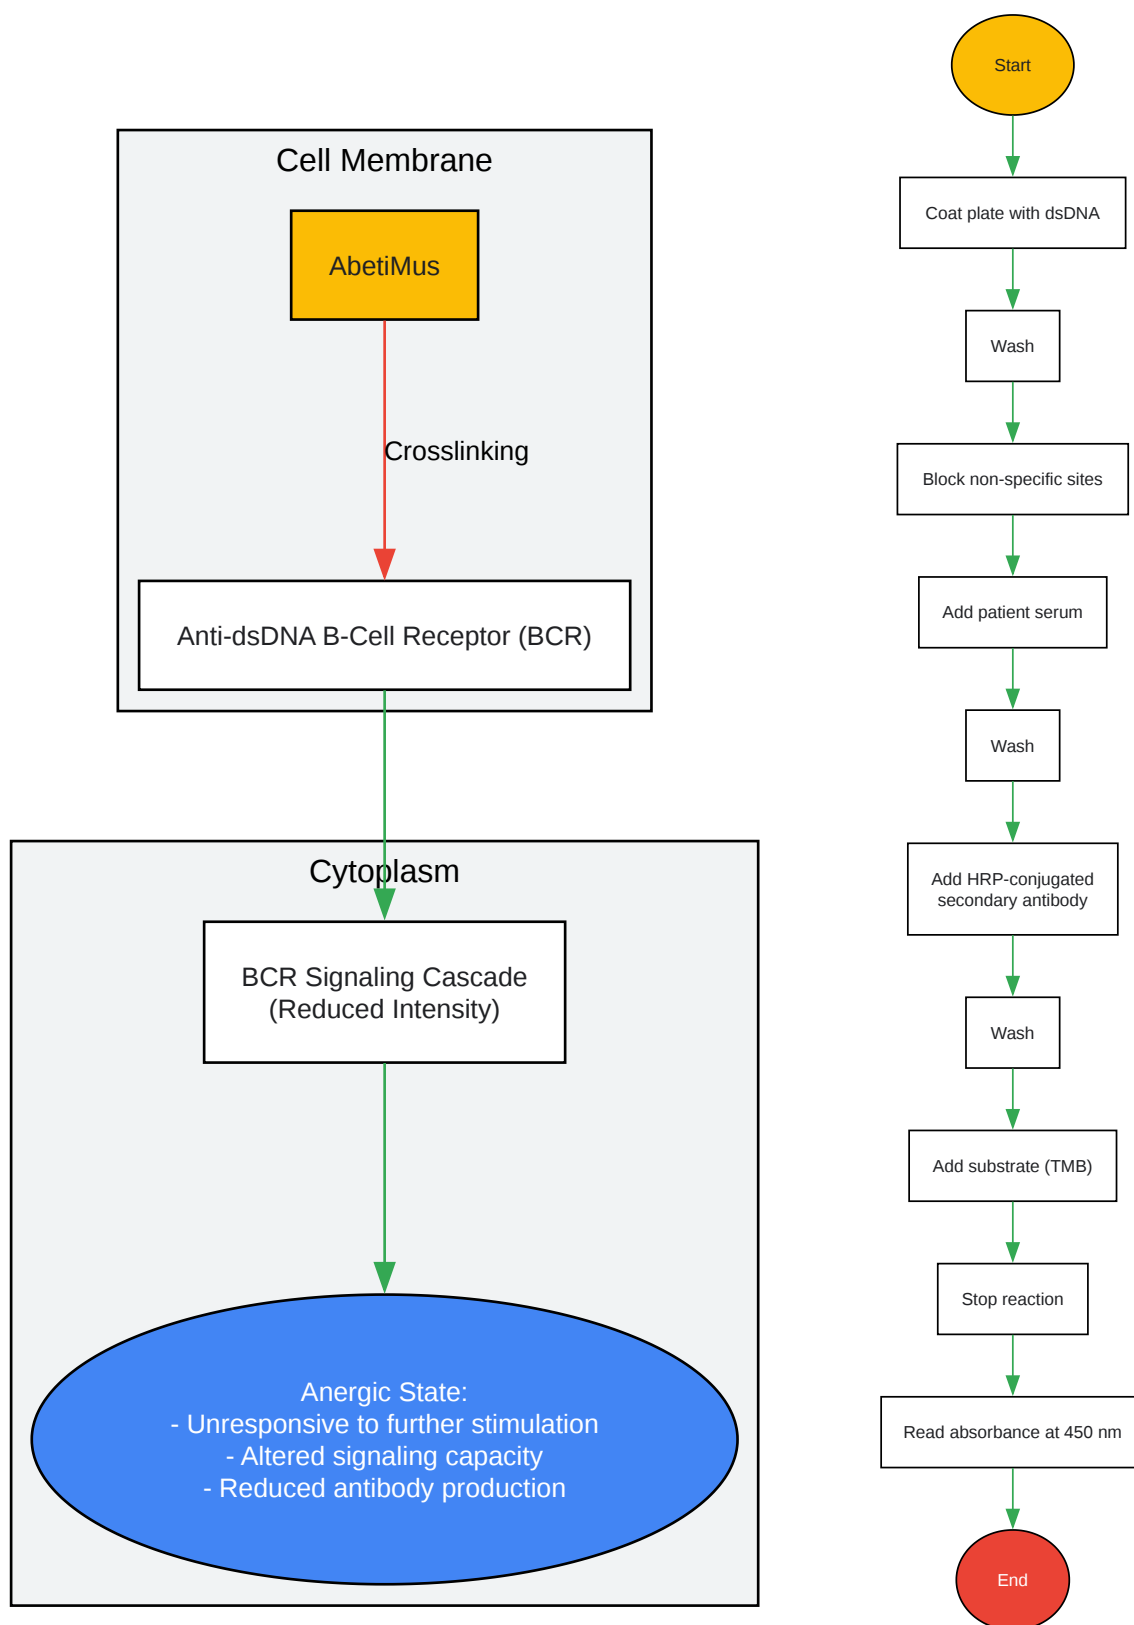 Cell Membrane
AbetiMus
Crosslinking
Anti-dsDNA B-Cell Receptor (BCR)
Cytoplasm
BCR Signaling Cascade
(Reduced Intensity)
Anergic State:
- Unresponsive to further stimulation
- Altered signaling capacity
- Reduced antibody production
Start
Coat plate with dsDNA
Wash
Block non-specific sites
Add patient serum
Wash
Add HRP-conjugated
secondary antibody
Wash
Add substrate (TMB)
Stop reaction
Read absorbance at 450 nm
End